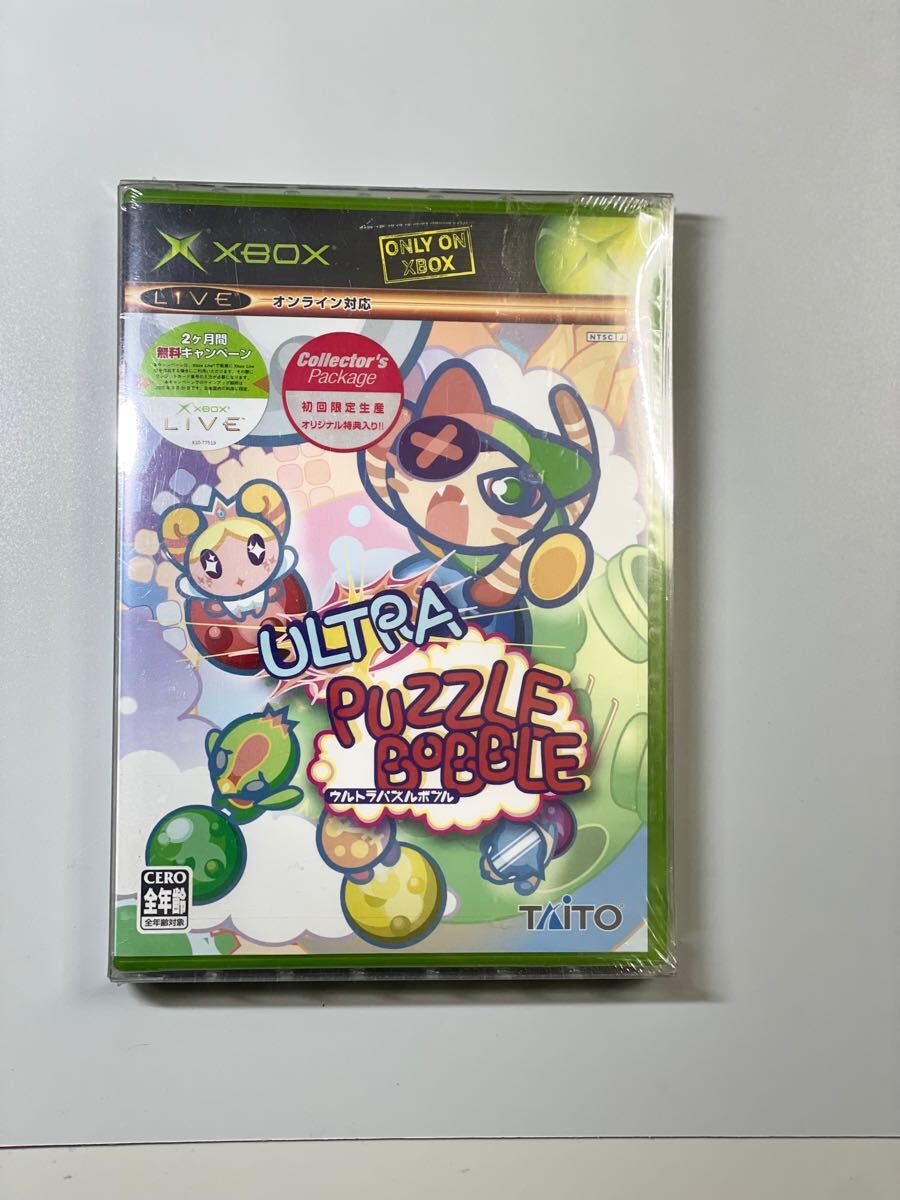 XBOX
ONLY ON
XBOX
LIVE オンライン対応
NTSC J
2ヶ月間
無料キャンペーン
XBOX
LIVE
X10-77519
Collector's
Package
初回限定生産
オリジナル特典入り!!
ULTRA
PUZZLE
BOBBLE
ウルトラパズルボブル
CERO
全年齢
全年齢対象
TAITO